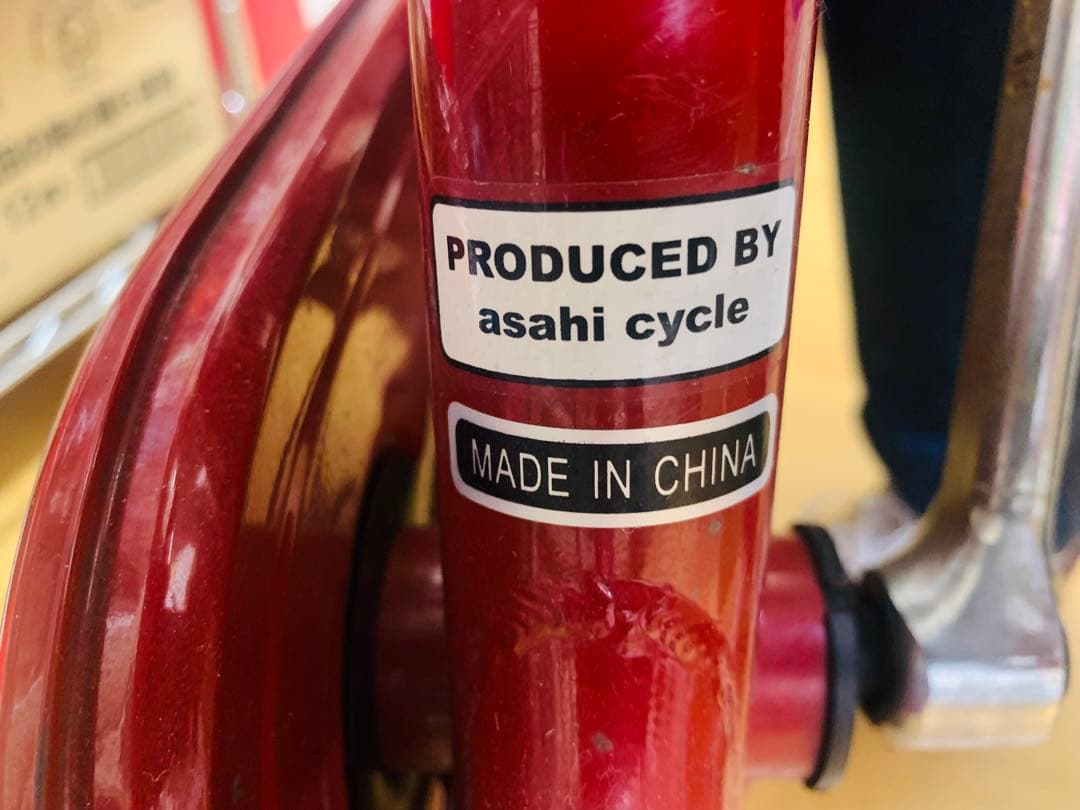 PRODUCED BY
asahi cycle
MADE IN CHINA